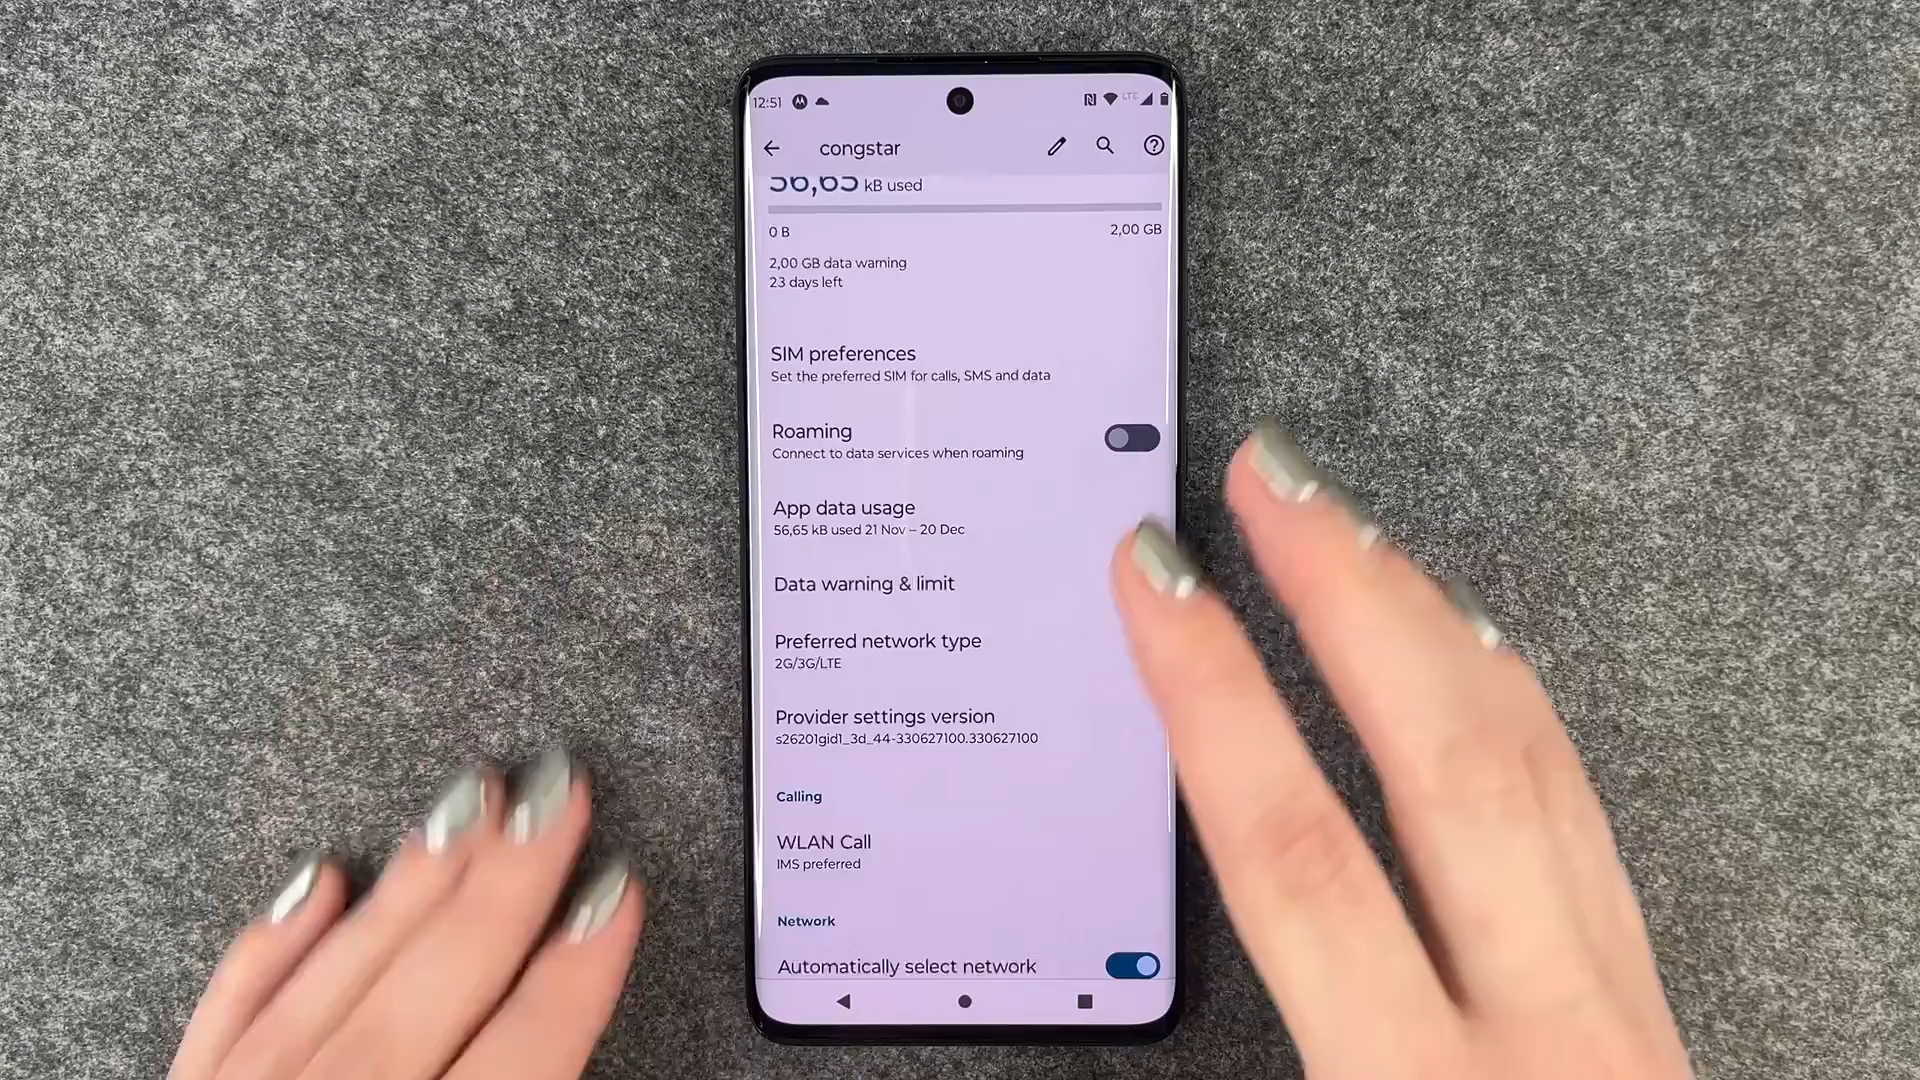 12:51 LTE
congstar
56,65 kB used
0 B 2,00 GB
2,00 GB data warning
23 days left
SIM preferences
Set the preferred SIM for calls, SMS and data
Roaming
Connect to data services when roaming
App data usage
56,65 kB used 21 Nov – 20 Dec
Data warning & limit
Preferred network type
2G/3G/LTE
Provider settings version
s26201gid1_3d_44-330627100.330627100
Calling
WLAN Call
IMS preferred
Network
Automatically select network